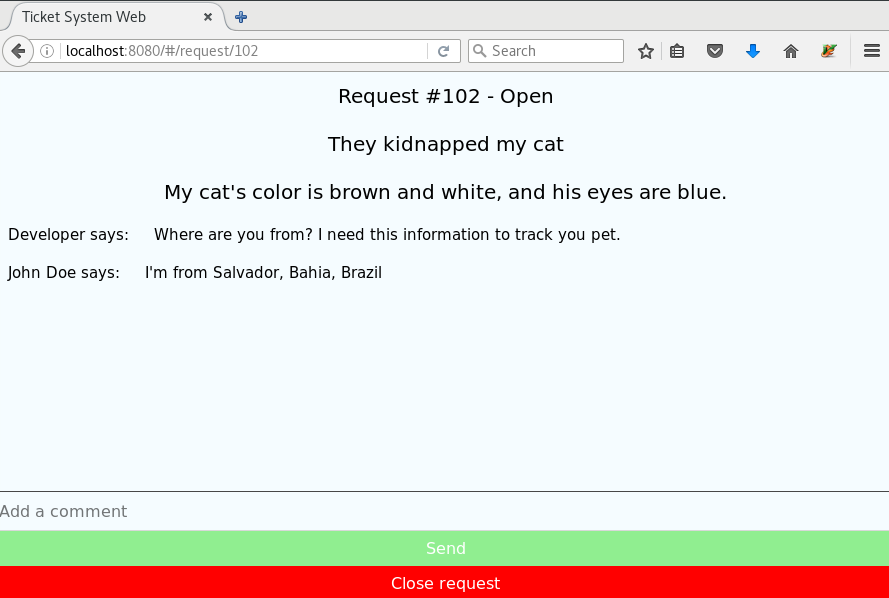 Ticket System Web
localhost:8080/#/request/102
Search
Request #102 - Open
They kidnapped my cat
My cat's color is brown and white, and his eyes are blue.
Developer says: Where are you from? I need this information to track you pet.
John Doe says: I'm from Salvador, Bahia, Brazil
Add a comment
Send
Close request